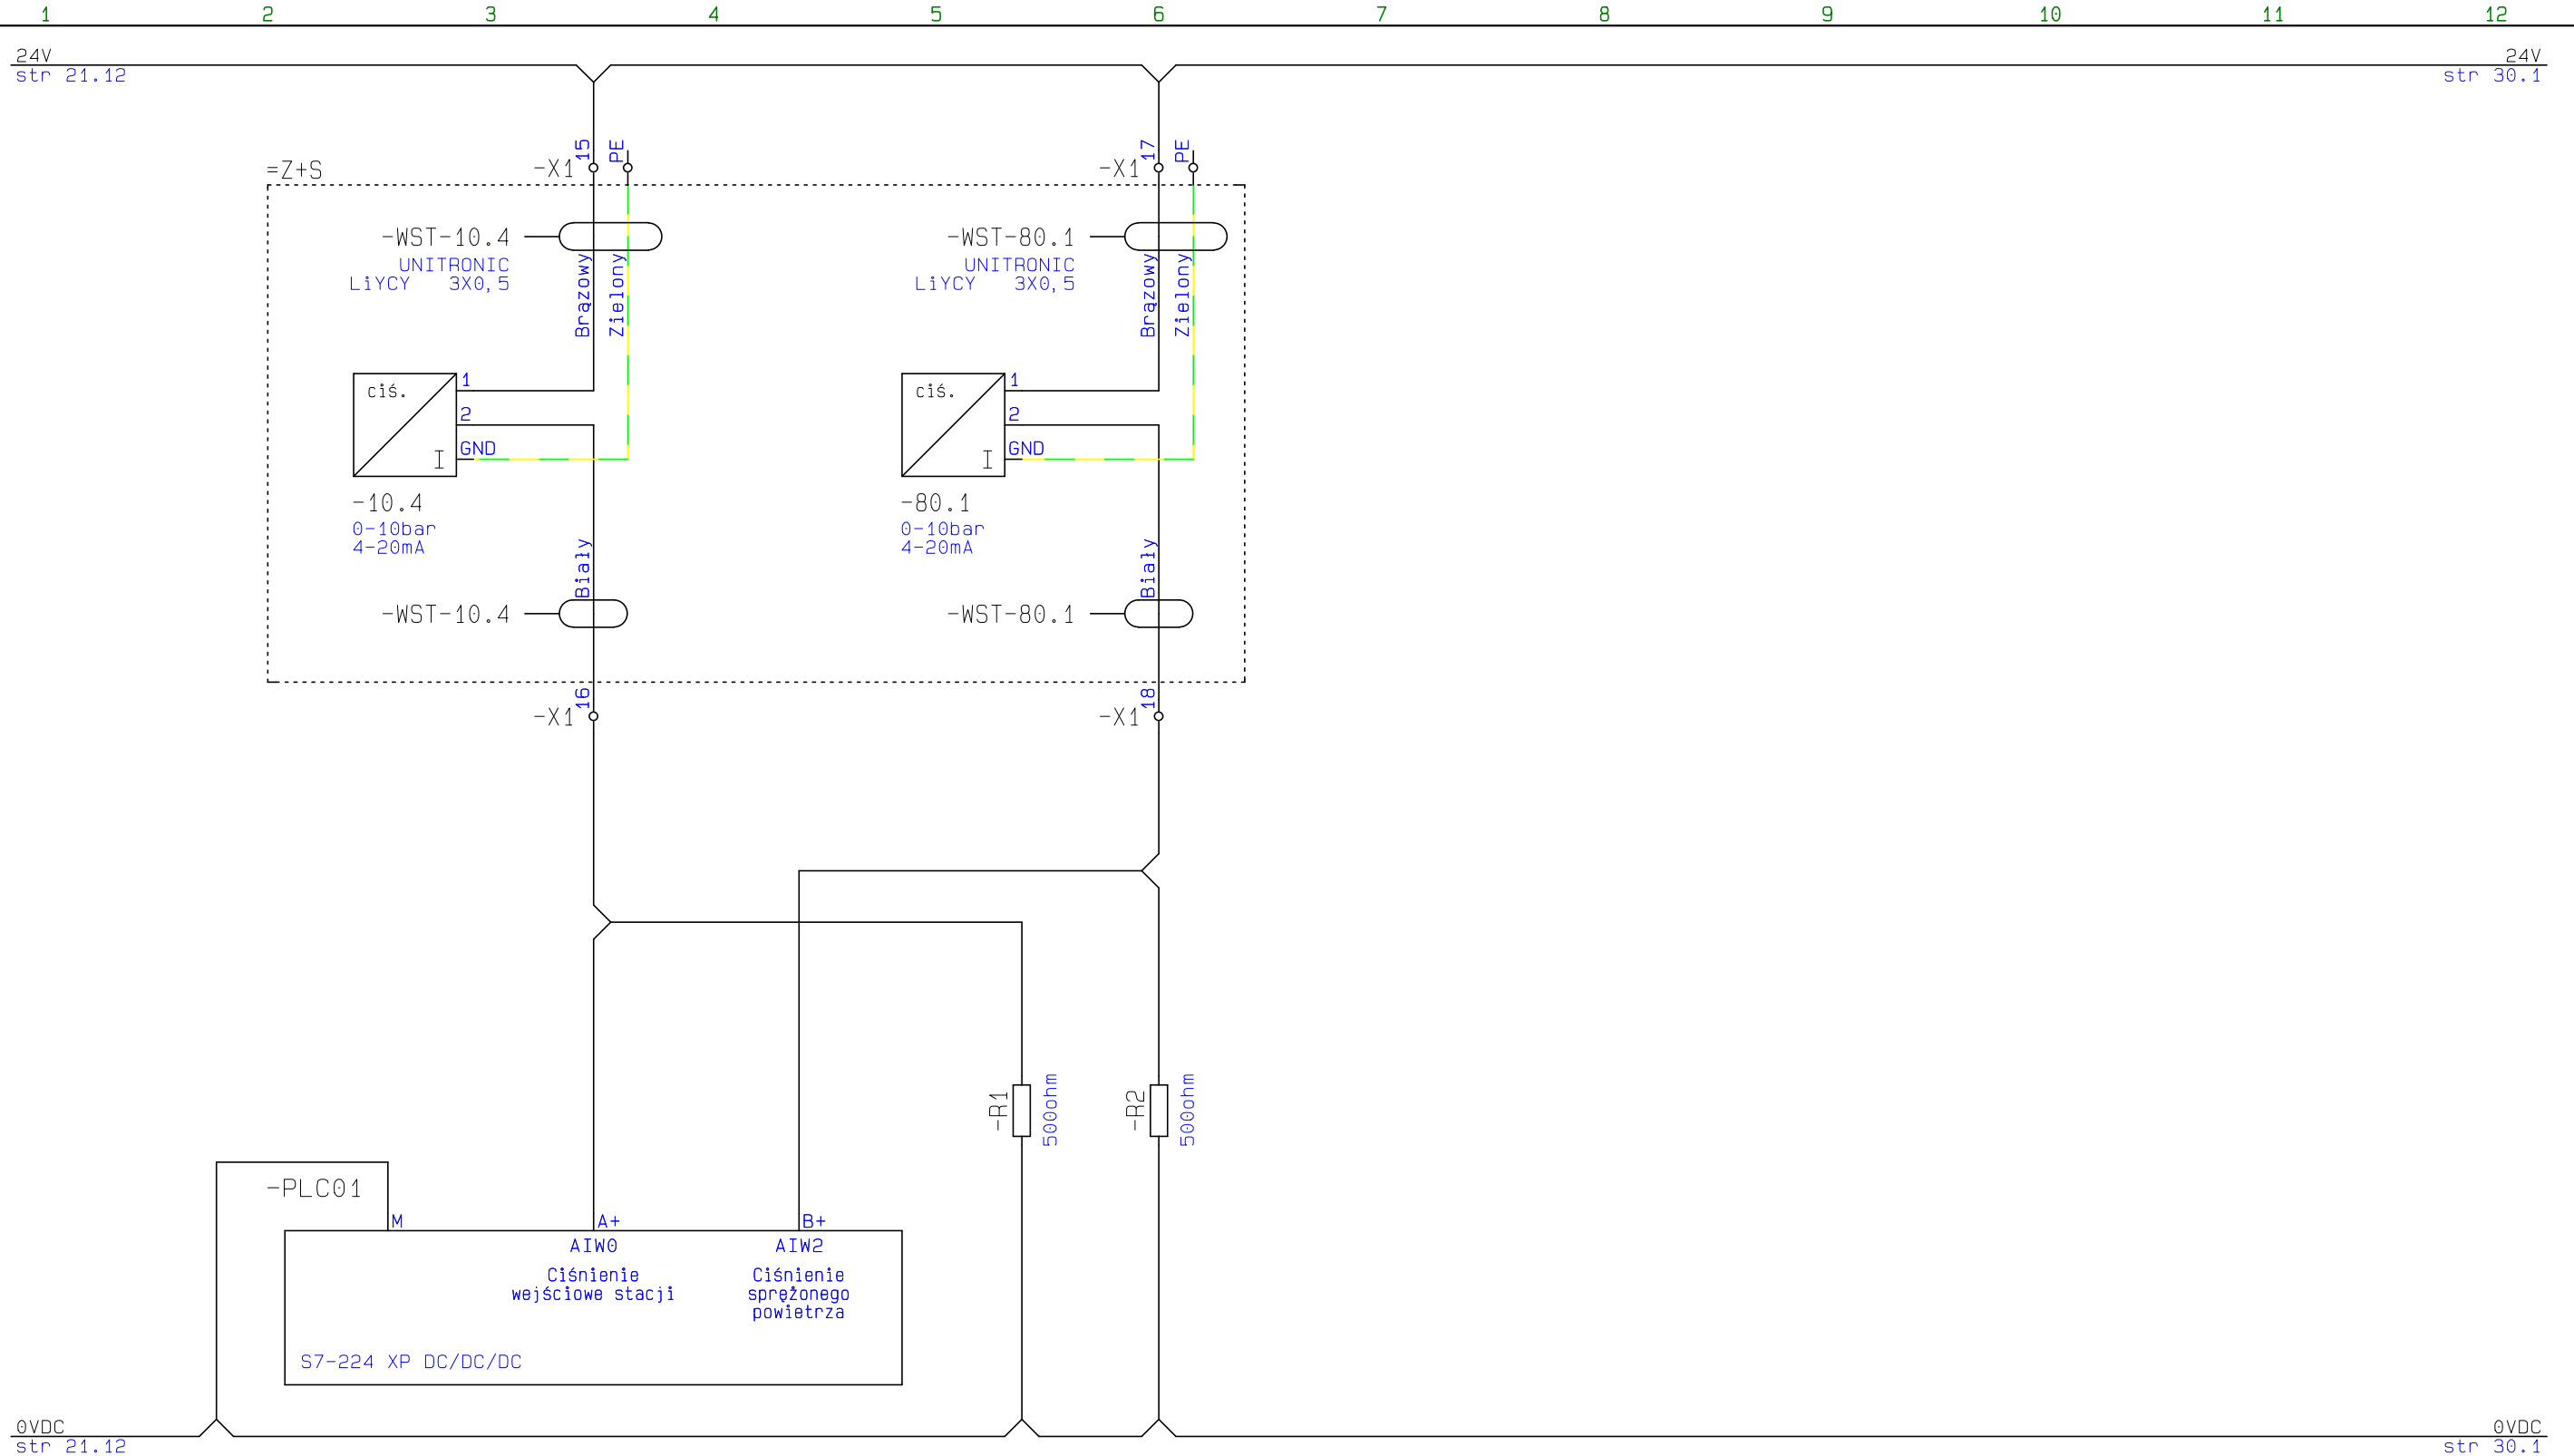 1 2 3 4 5 6 7 8 9 10 11 12
24V
str 21.12
24V
str 30.1
=Z+S
-X1
15
PE
-X1
17
PE
-WST-10.4
UNITRONIC
LiYCY 3X0,5
Brązowy
Zielony
-WST-80.1
UNITRONIC
LiYCY 3X0,5
Brązowy
Zielony
ciś.
I
1
2
GND
-10.4
0-10bar
4-20mA
ciś.
I
1
2
GND
-80.1
0-10bar
4-20mA
Biały
-WST-10.4
Biały
-WST-80.1
16
-X1
18
-X1
-R1
500ohm
-R2
500ohm
-PLC01
M
A+
B+
AIW0
AIW2
Ciśnienie
wejściowe stacji
Ciśnienie
sprężonego
powietrza
S7-224 XP DC/DC/DC
0VDC
str 21.12
0VDC
str 30.1